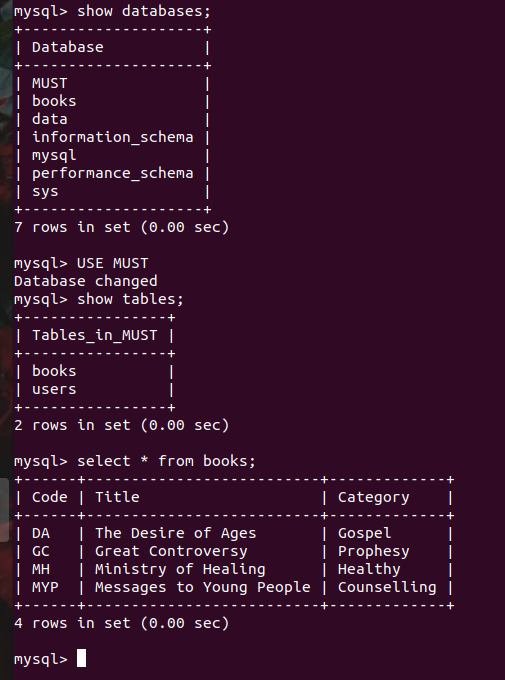 mysql> show databases;
+--------------------+
| Database           |
+--------------------+
| MUST               |
| books              |
| data               |
| information_schema |
| mysql              |
| performance_schema |
| sys                |
+--------------------+
7 rows in set (0.00 sec)
mysql> USE MUST
Database changed
mysql> show tables;
+----------------+
| Tables_in_MUST |
+----------------+
| books          |
| users          |
+----------------+
2 rows in set (0.00 sec)
mysql> select * from books;
+------+--------------------------+-------------+
| Code | Title                    | Category    |
+------+--------------------------+-------------+
| DA   | The Desire of Ages       | Gospel      |
| GC   | Great Controversy        | Prophesy    |
| MH   | Ministry of Healing      | Healthy     |
| MYP  | Messages to Young People | Counselling |
+------+--------------------------+-------------+
4 rows in set (0.00 sec)
mysql>